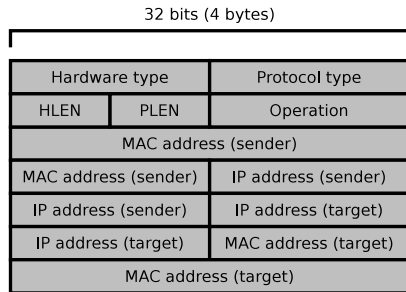 32 bits (4 bytes)
Hardware type Protocol type
HLEN PLEN Operation
MAC address (sender)
MAC address (sender) IP address (sender)
IP address (sender) IP address (target)
IP address (target) MAC address (target)
MAC address (target)